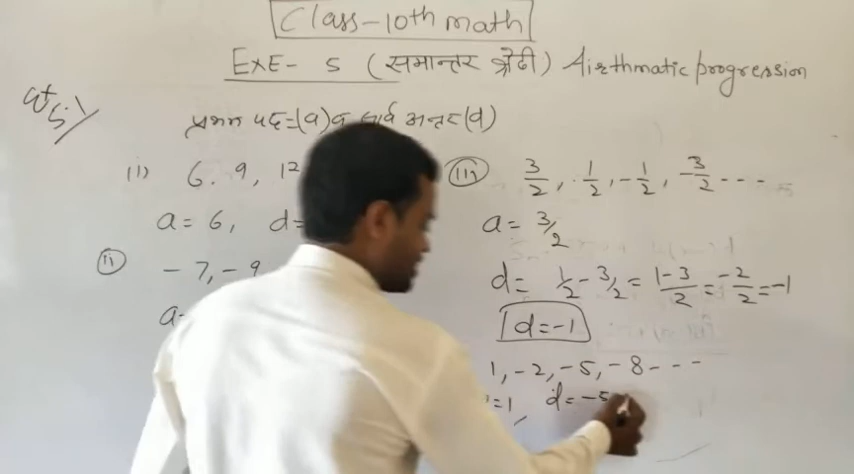 Class-10th math
EXE- 5 (समान्तर श्रेढी) Airthmatic progression
5.1
प्रथम पद=(a) व सार्व अन्तर(d)
(i) 6. 9, 12
a= 6, d=
(ii) -7, -9
a=
(iii) 3/2, 1/2, -1/2, -3/2 ----
a= 3/2
d= 1/2 - 3/2 = 1-3/2 = -2/2 = -1
d=-1
1, -2, -5, -8 ---
=1, d= -5